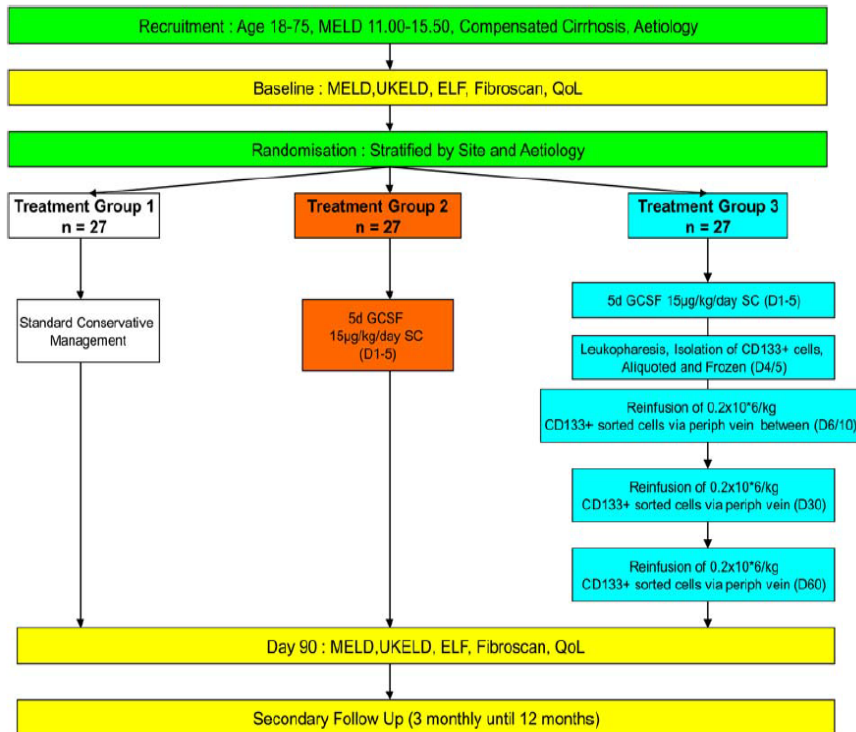 Recruitment : Age 18-75, MELD 11.00-15.50, Compensated Cirrhosis, Aetiology
Baseline : MELD,UKELD, ELF, Fibroscan, QoL
Randomisation : Stratified by Site and Aetiology
Treatment Group 1
n = 27
Treatment Group 2
n = 27
Treatment Group 3
n = 27
Standard Conservative
Management
5d GCSF
15µg/kg/day SC
(D1-5)
5d GCSF 15µg/kg/day SC (D1-5)
Leukopharesis, Isolation of CD133+ cells,
Aliquoted and Frozen (D4/5)
Reinfusion of 0.2x10*6/kg
CD133+ sorted cells via periph vein between (D6/10)
Reinfusion of 0.2x10*6/kg
CD133+ sorted cells via periph vein (D30)
Reinfusion of 0.2x10*6/kg
CD133+ sorted cells via periph vein (D60)
Day 90 : MELD,UKELD, ELF, Fibroscan, QoL
Secondary Follow Up (3 monthly until 12 months)